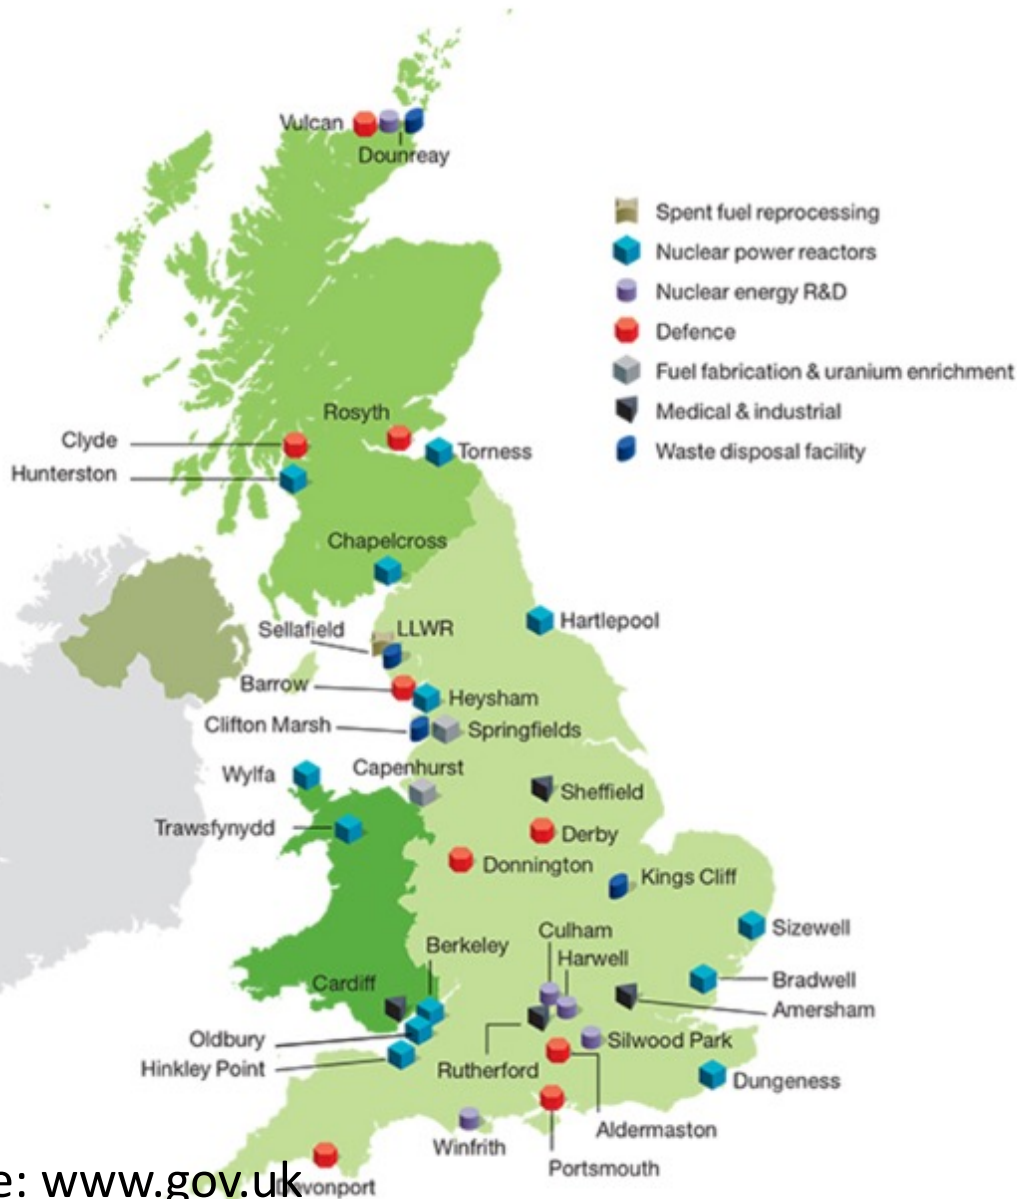 Vulcan
Dounreay
Spent fuel reprocessing
Nuclear power reactors
Nuclear energy R&D
Defence
Fuel fabrication & uranium enrichment
Medical & industrial
Waste disposal facility
Rosyth
Clyde
Torness
Hunterston
Chapelcross
Hartlepool
Sellafield
LLWR
Barrow
Heysham
Clifton Marsh
Springfields
Wylfa
Capenhurst
Sheffield
Trawsfynydd
Derby
Donnington
Kings Cliff
Sizewell
Culham
Berkeley
Harwell
Cardiff
Bradwell
Amersham
Oldbury
Silwood Park
Hinkley Point
Rutherford
Dungeness
Aldermaston
Winfrith
Portsmouth
e: www.gov.uk
Devonport